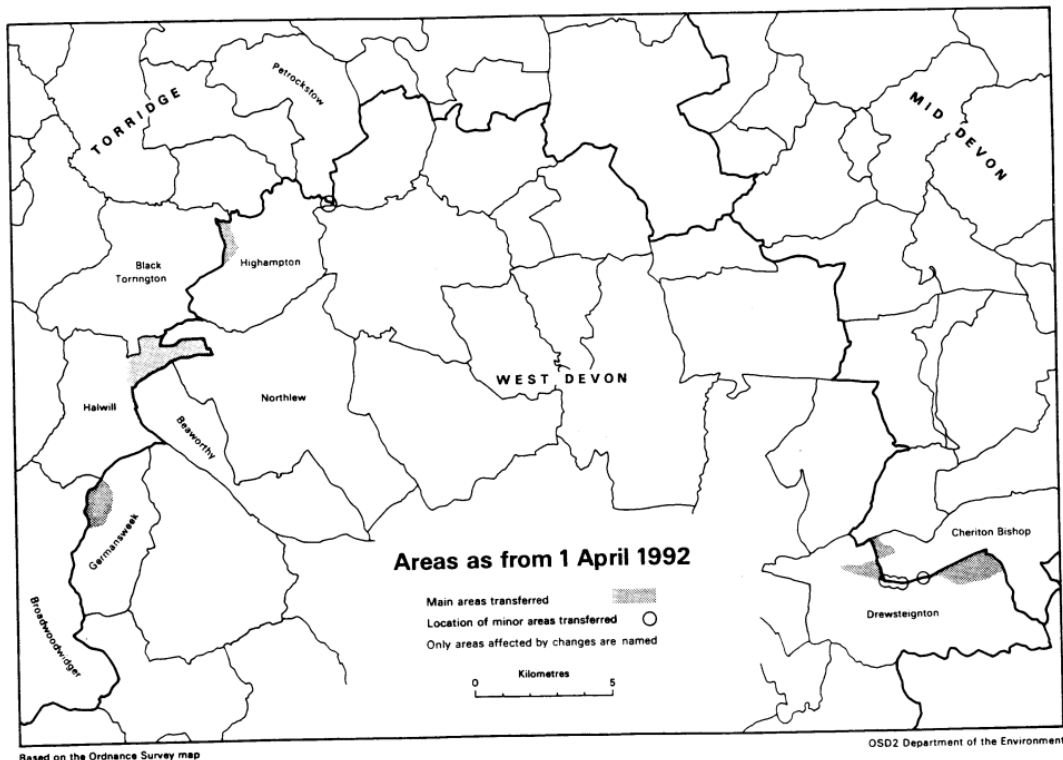 Petrockstow
TORRIDGE
MID DEVON
Black
Torrington
Highampton
WEST DEVON
Halwill
Northlew
Beaworthy
Germansweek
Broadwoodwidger
Cheriton Bishop
Drewsteignton
Areas as from 1 April 1992
Main areas transferred
Location of minor areas transferred
Only areas affected by changes are named
Kilometres
0 5
Based on the Ordnance Survey map
OSD2 Department of the Environment